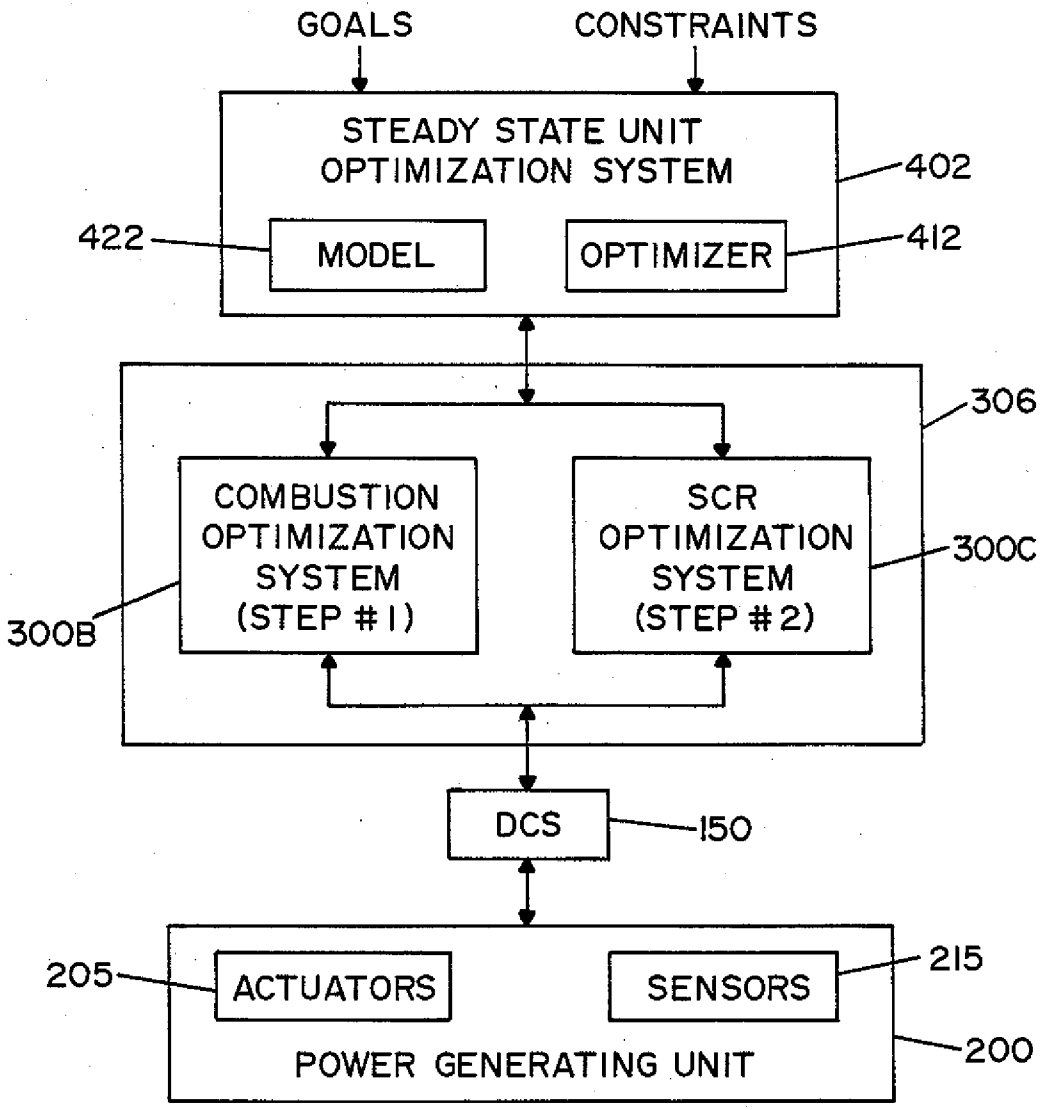 GOALS CONSTRAINTS
STEADY STATE UNIT
OPTIMIZATION SYSTEM
402
422
MODEL
OPTIMIZER
412
306
COMBUSTION
OPTIMIZATION
SYSTEM
(STEP #1)
300B
SCR
OPTIMIZATION
SYSTEM
(STEP #2)
300C
DCS
150
205
ACTUATORS
SENSORS
215
POWER GENERATING UNIT
200